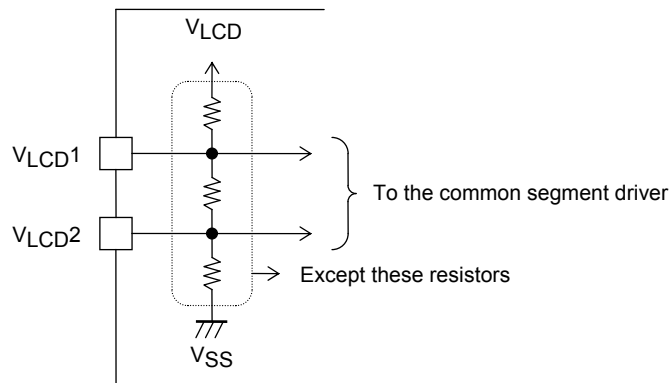 VLCD
VLCD1
To the common segment driver
VLCD2
Except these resistors
VSS